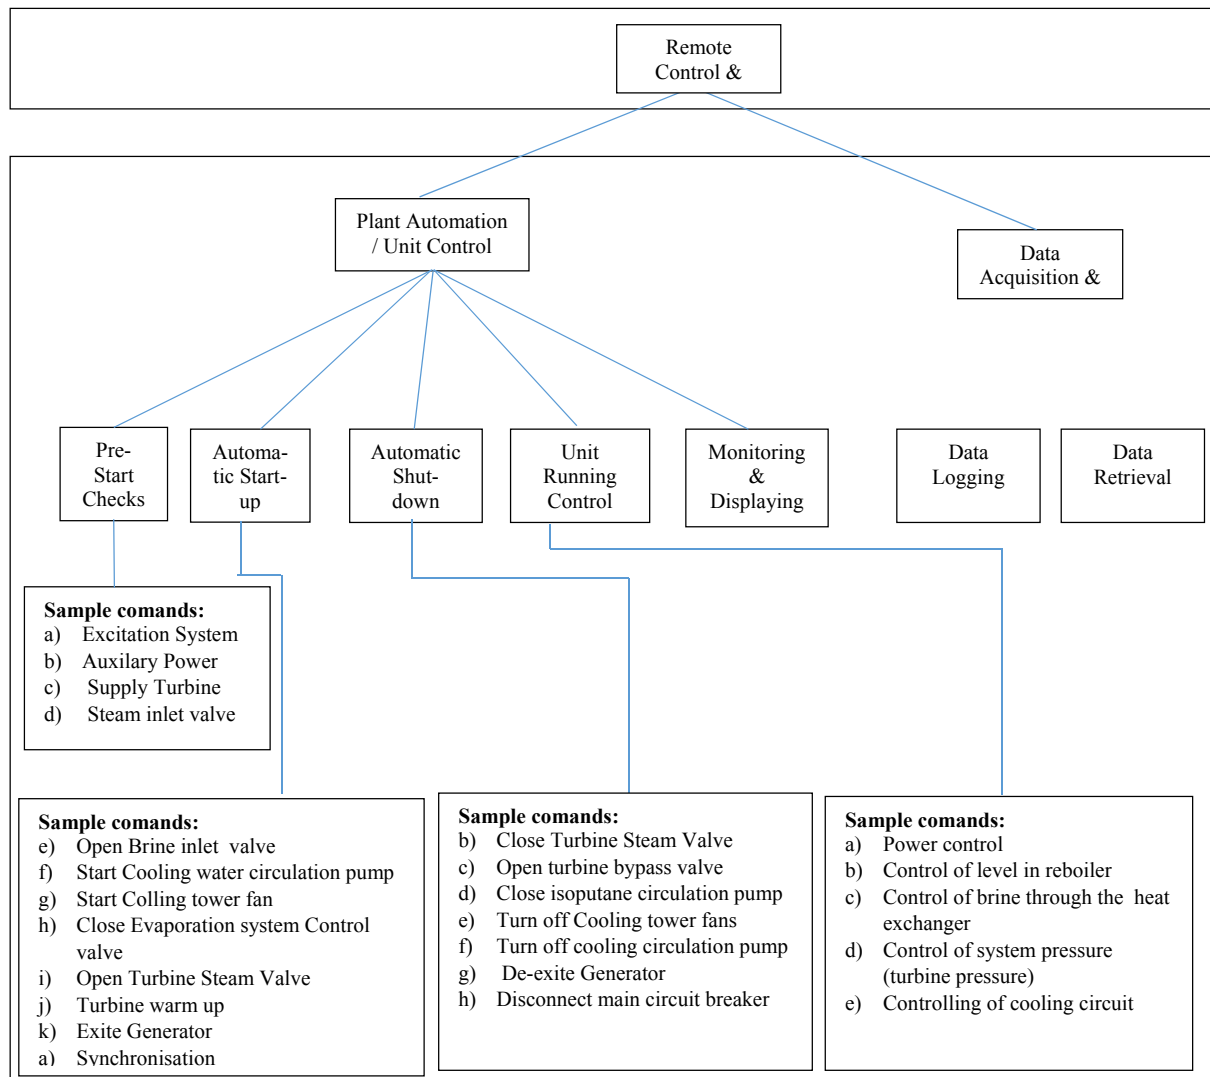 Remote
Control &
Plant Automation
/ Unit Control
Data
Acquisition &
Pre-
Start
Checks
Automa-
tic Start-
up
Automatic
Shut-
down
Unit
Running
Control
Monitoring
&
Displaying
Data
Logging
Data
Retrieval
Sample comands:
a) Excitation System
b) Auxilary Power
c) Supply Turbine
d) Steam inlet valve
Sample comands:
e) Open Brine inlet valve
f) Start Cooling water circulation pump
g) Start Colling tower fan
h) Close Evaporation system Control
valve
i) Open Turbine Steam Valve
j) Turbine warm up
k) Exite Generator
a) Synchronisation
Sample comands:
b) Close Turbine Steam Valve
c) Open turbine bypass valve
d) Close isoputane circulation pump
e) Turn off Cooling tower fans
f) Turn off cooling circulation pump
g) De-exite Generator
h) Disconnect main circuit breaker
Sample comands:
a) Power control
b) Control of level in reboiler
c) Control of brine through the heat
exchanger
d) Control of system pressure
(turbine pressure)
e) Controlling of cooling circuit